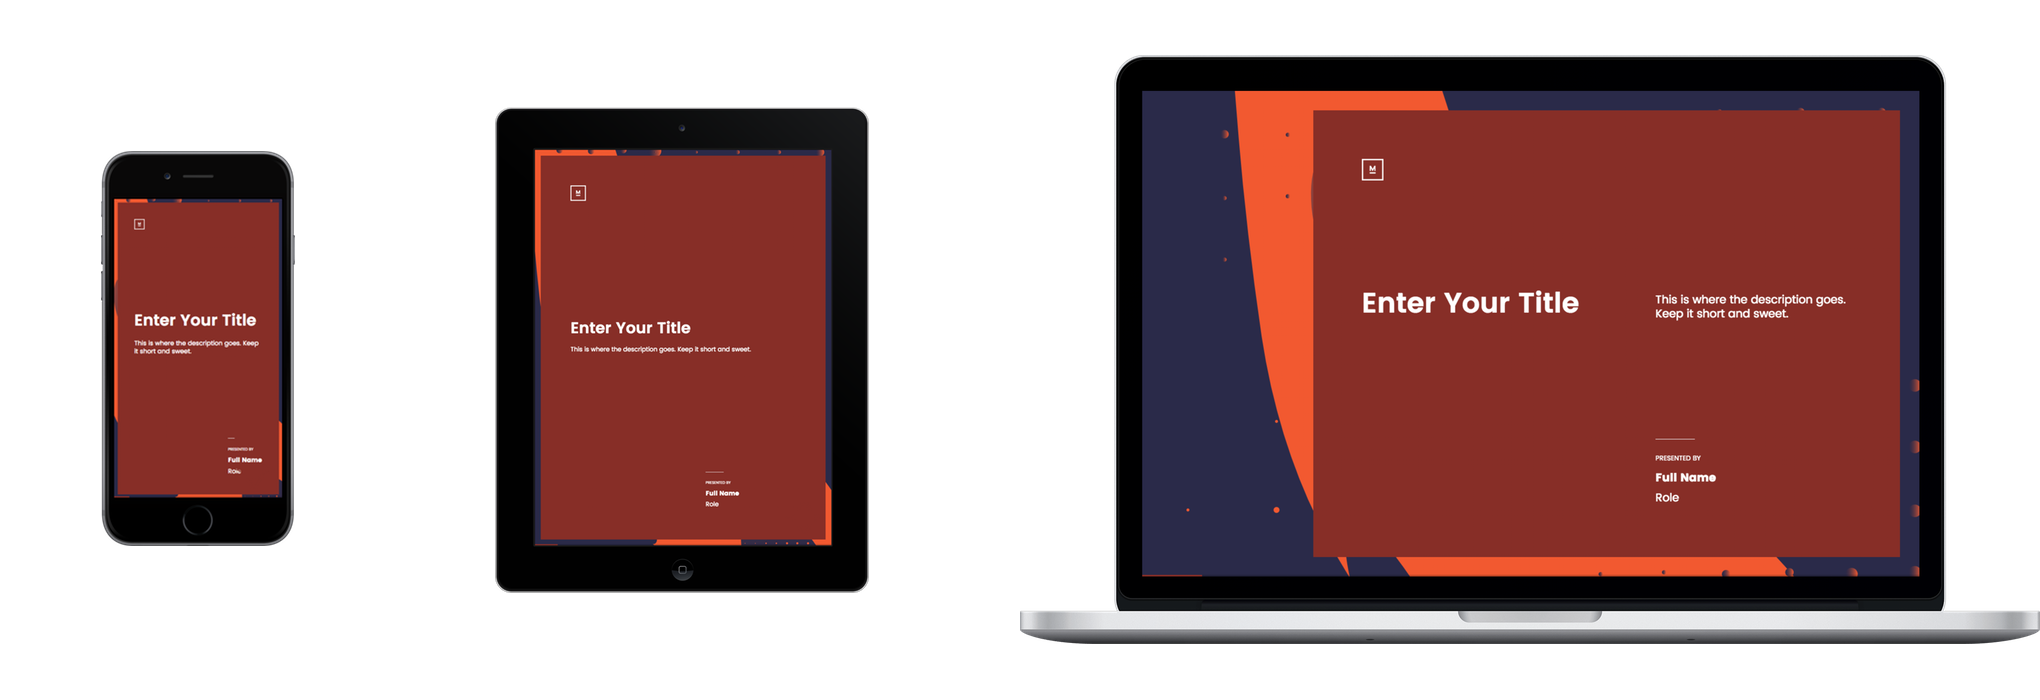 M
Enter Your Title
This is where the description goes. Keep
it short and sweet.
PRESENTED BY
Full Name
Role
M
Enter Your Title
This is where the description goes. Keep it short and sweet.
PRESENTED BY
Full Name
Role
M
Enter Your Title
This is where the description goes.
Keep it short and sweet.
PRESENTED BY
Full Name
Role